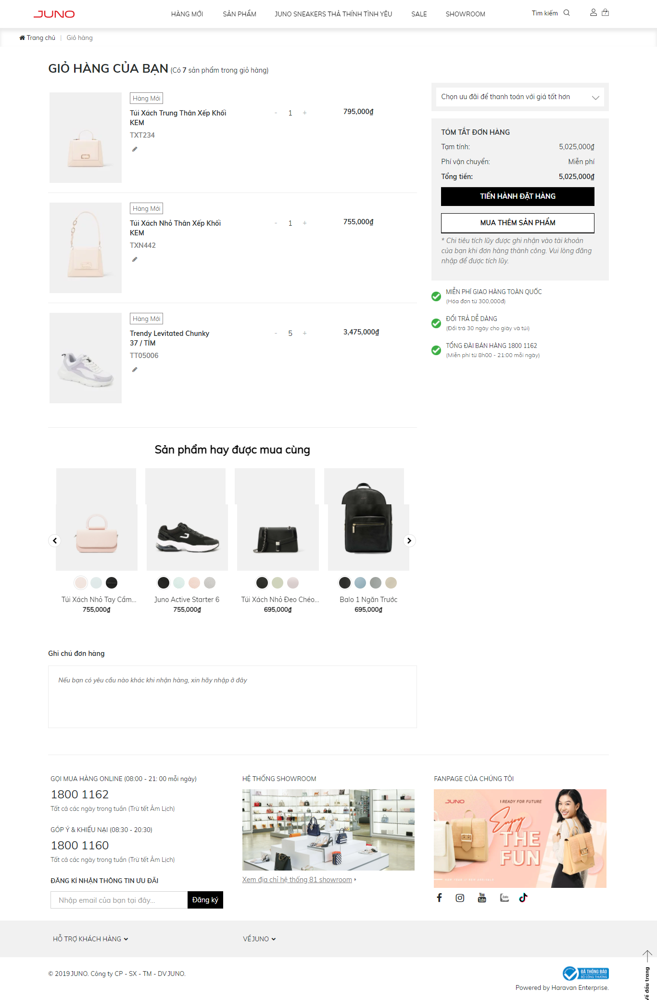 JUNO
HÀNG MỚI
SẢN PHẨM
JUNO SNEAKERS THẢ THÍNH TÌNH YÊU
SALE
SHOWROOM
Tìm kiếm
7
Trang chủ | Giỏ hàng
GIỎ HÀNG CỦA BẠN (Có 7 sản phẩm trong giỏ hàng)
Hàng Mới
Túi Xách Trung Thân Xếp Khối
KEM
TXT234
- 1 +
795,000₫
Hàng Mới
Túi Xách Nhỏ Thân Xếp Khối
KEM
TXN442
- 1 +
755,000₫
Hàng Mới
Trendy Levitated Chunky
37 / TÍM
TT05006
- 5 +
3,475,000₫
Chọn ưu đãi để thanh toán với giá tốt hơn
TÓM TẮT ĐƠN HÀNG
Tạm tính: 5,025,000₫
Phí vận chuyển: Miễn phí
Tổng tiền: 5,025,000₫
TIẾN HÀNH ĐẶT HÀNG
MUA THÊM SẢN PHẨM
* Chi tiêu tích lũy được ghi nhận vào tài khoản
của bạn khi đơn hàng thành công. Vui lòng đăng
nhập để được tích lũy.
MIỄN PHÍ GIAO HÀNG TOÀN QUỐC
(Hóa đơn từ 300,000đ)
ĐỔI TRẢ DỄ DÀNG
(Đổi trả 30 ngày cho giày và túi)
TỔNG ĐÀI BÁN HÀNG 1800 1162
(Miễn phí từ 8h00 - 21:00 mỗi ngày)
Sản phẩm hay được mua cùng
Túi Xách Nhỏ Tay Cầm...
755,000₫
Juno Active Starter 6
755,000₫
Túi Xách Nhỏ Đeo Chéo...
695,000₫
Balo 1 Ngăn Trước
695,000₫
Ghi chú đơn hàng
Nếu bạn có yêu cầu nào khác khi nhận hàng, xin hãy nhập ở đây
GỌI MUA HÀNG ONLINE (08:00 - 21: 00 mỗi ngày)
1800 1162
Tất cả các ngày trong tuần (Trừ tết Âm Lịch)
GÓP Ý & KHIẾU NẠI (08:30 - 20:30)
1800 1160
Tất cả các ngày trong tuần (Trừ tết Âm Lịch)
ĐĂNG KÍ NHẬN THÔNG TIN ƯU ĐÃI
Nhập email của bạn tại đây...
Đăng ký
HỆ THỐNG SHOWROOM
Xem địa chỉ hệ thống 81 showroom
FANPAGE CỦA CHÚNG TÔI
JUNO
READY FOR FUTURE
Enjoy
THE
FUN
NEW YEAR // NEW ARRIVALS
You
Tube
Zalo
HỖ TRỢ KHÁCH HÀNG
VỀ JUNO
© 2019 JUNO. Công ty CP - SX - TM - DV JUNO.
ĐÃ THÔNG BÁO
BỘ CÔNG THƯƠNG
Powered by Haravan Enterprise.
Về đầu trang